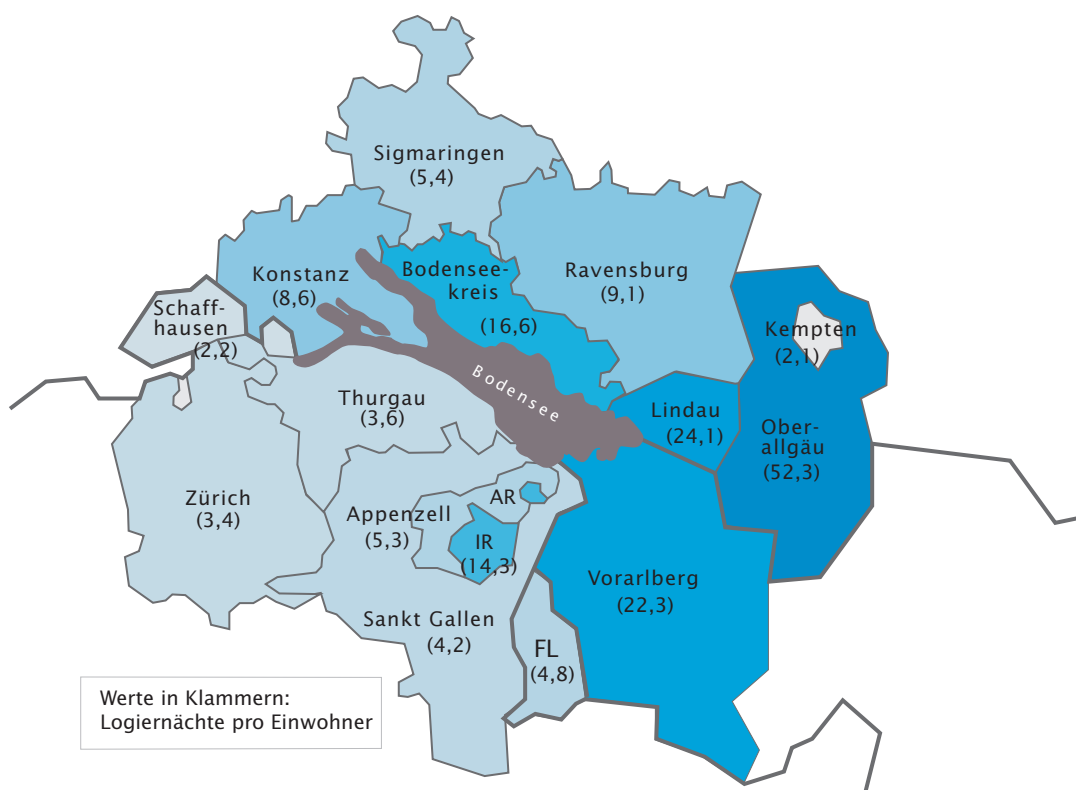 Sigmaringen
(5,4)
Konstanz
(8,6)
Bodensee-
kreis
(16,6)
Ravensburg
(9,1)
Schaff-
hausen
(2,2)
Kempten
(2,1)
Thurgau
(3,6)
Bodensee
Lindau
(24,1)
Ober-
allgäu
(52,3)
Zürich
(3,4)
AR
Appenzell
(5,3)
IR
(14,3)
Vorarlberg
(22,3)
Sankt Gallen
(4,2)
FL
(4,8)
Werte in Klammern:
Logiernächte pro Einwohner